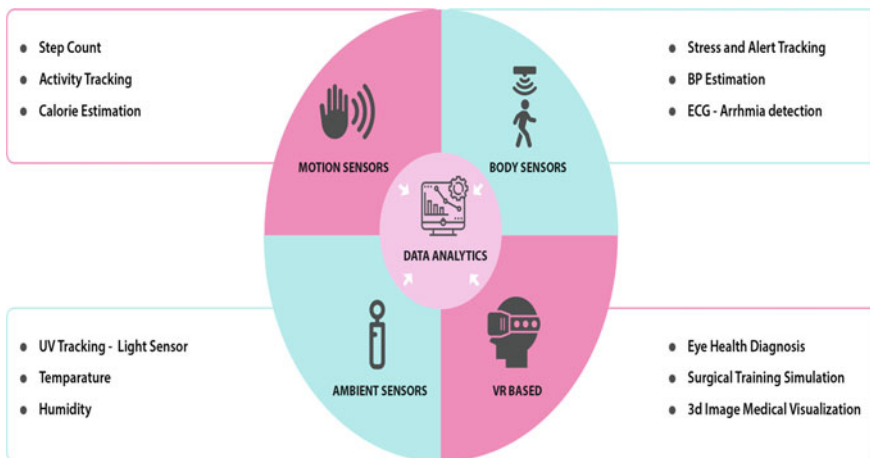 Step Count
Activity Tracking
Calorie Estimation
MOTION SENSORS
BODY SENSORS
Stress and Alert Tracking
BP Estimation
ECG - Arrhmia detection
DATA ANALYTICS
UV Tracking - Light Sensor
Temparature
Humidity
AMBIENT SENSORS
VR BASED
Eye Health Diagnosis
Surgical Training Simulation
3d Image Medical Visualization